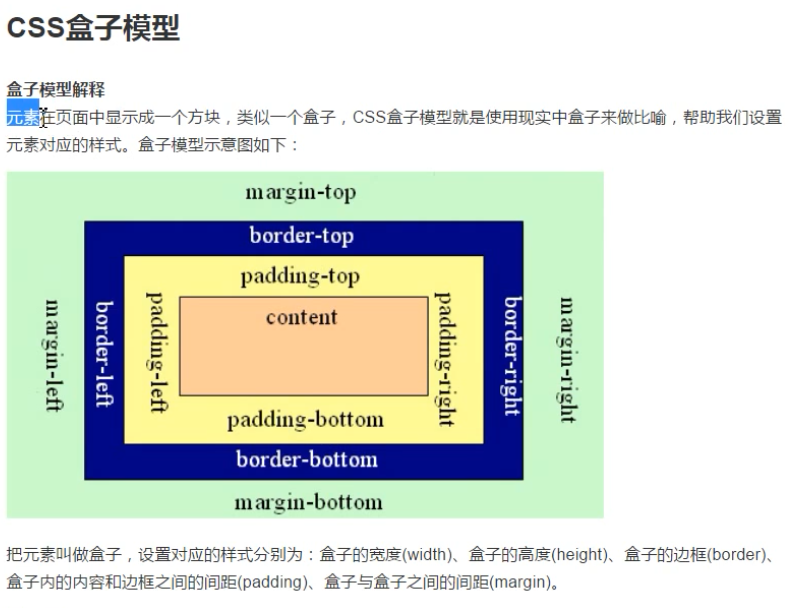 CSS盒子模型
盒子模型解释
元素在页面中显示成一个方块，类似一个盒子，CSS盒子模型就是使用现实中盒子来做比喻，帮助我们设置
元素对应的样式。盒子模型示意图如下：
margin-top
border-top
padding-top
margin-left
border-left
padding-left
content
padding-right
border-right
margin-right
padding-bottom
border-bottom
margin-bottom
把元素叫做盒子，设置对应的样式分别为：盒子的宽度(width)、盒子的高度(height)、盒子的边框(border)、
盒子内的内容和边框之间的间距(padding)、盒子与盒子之间的间距(margin)。